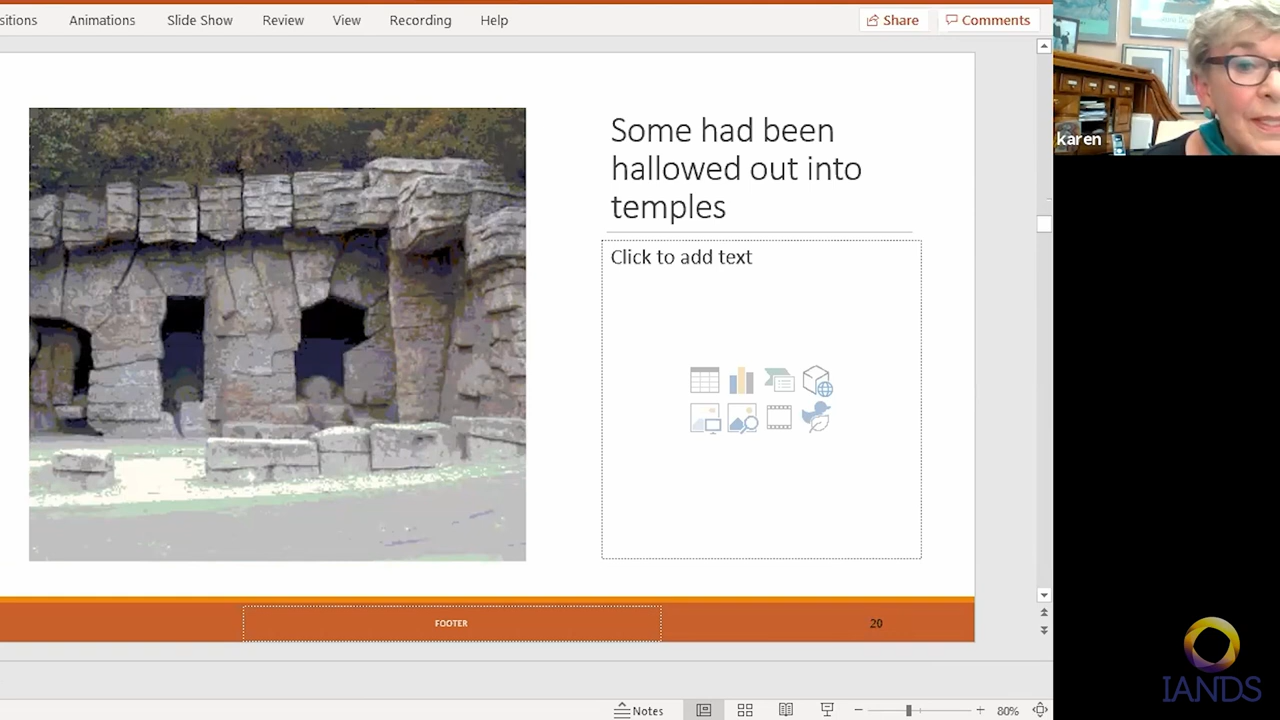 sitions Animations Slide Show Review View Recording Help Share Comments
karen
Some had been
hallowed out into
temples
Click to add text
FOOTER 20
IANDS
Notes 80%